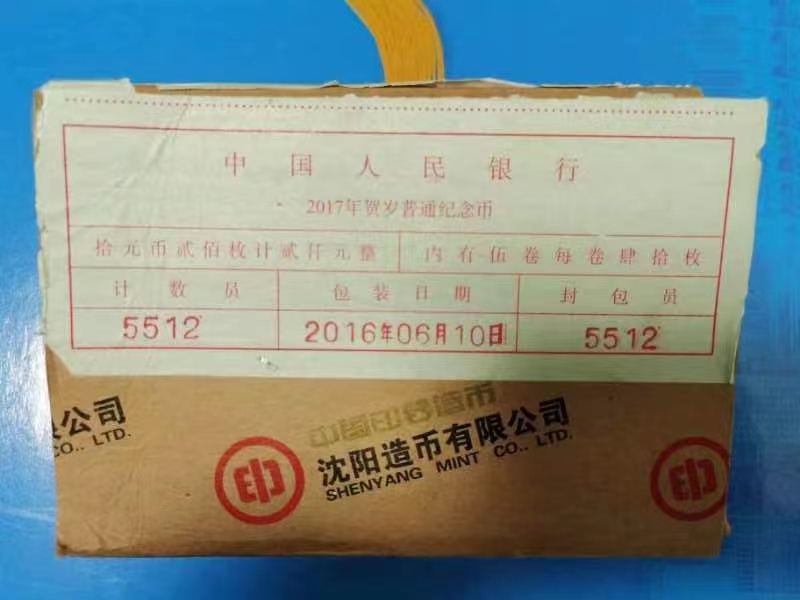 中国人民银行
2017年贺岁普通纪念币
拾元币贰佰枚计贰仟元整 内有伍卷每卷肆拾枚
计数员 包装日期 封包员
5512 2016年06月10日 5512
中国印钞造币
公司
CO.. LTD.
印 沈阳造币有限公司 印
SHENYANG MINT CO.. LTD.